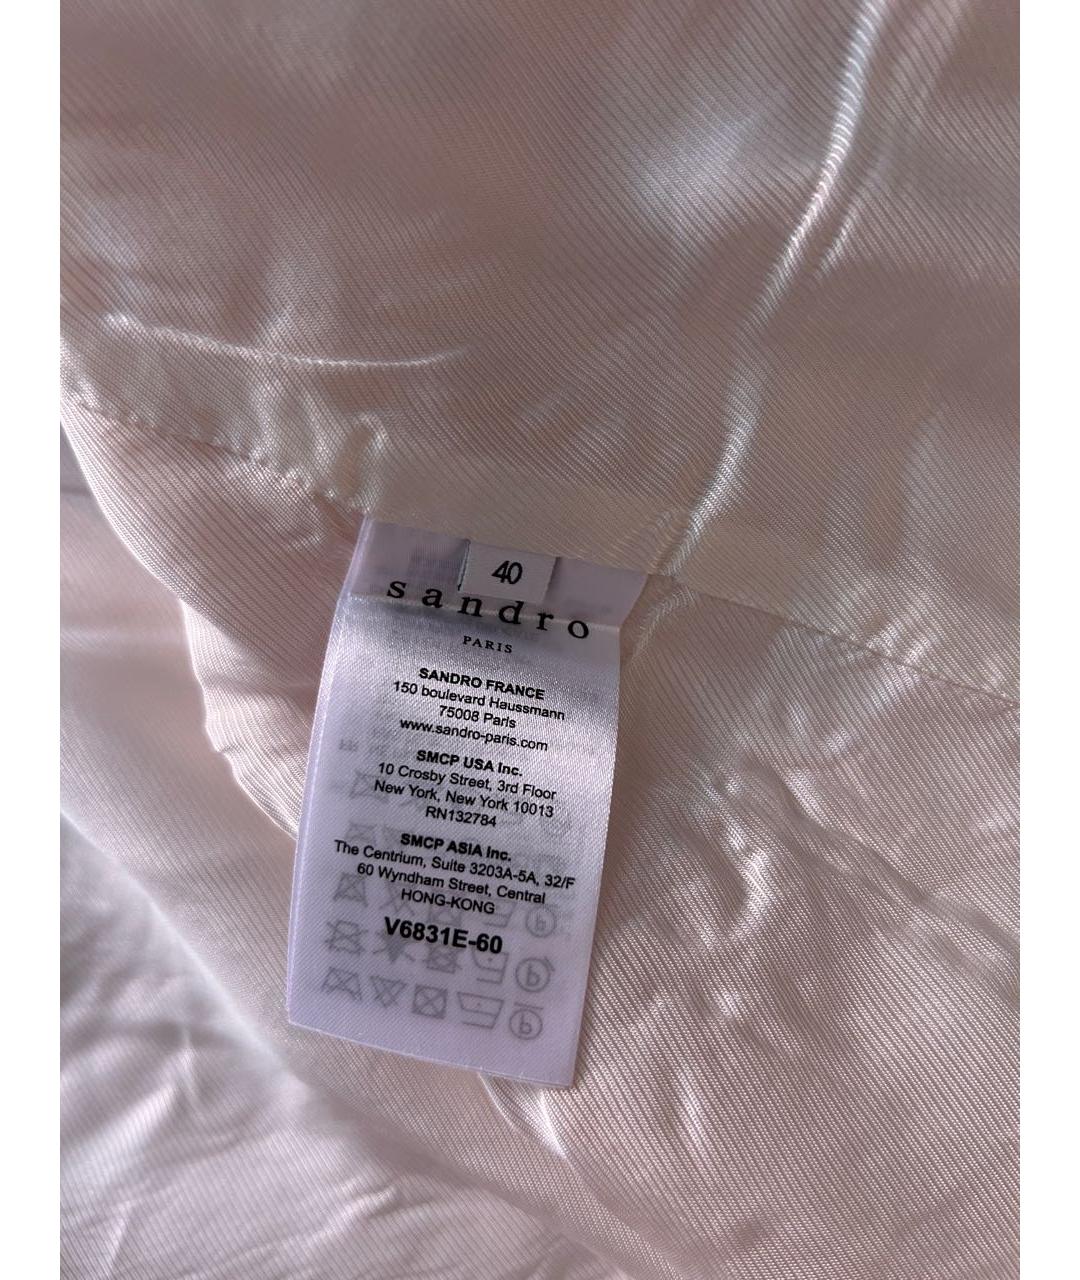 40
sandro
PARIS
SANDRO FRANCE
150 boulevard Haussmann
75008 Paris
www.sandro-paris.com
SMCP USA Inc.
10 Crosby Street, 3rd Floor
New York, New York 10013
RN132784
SMCP ASIA Inc.
The Centrium, Suite 3203A-5A, 32/F
60 Wyndham Street, Central
HONG-KONG
V6831E-60